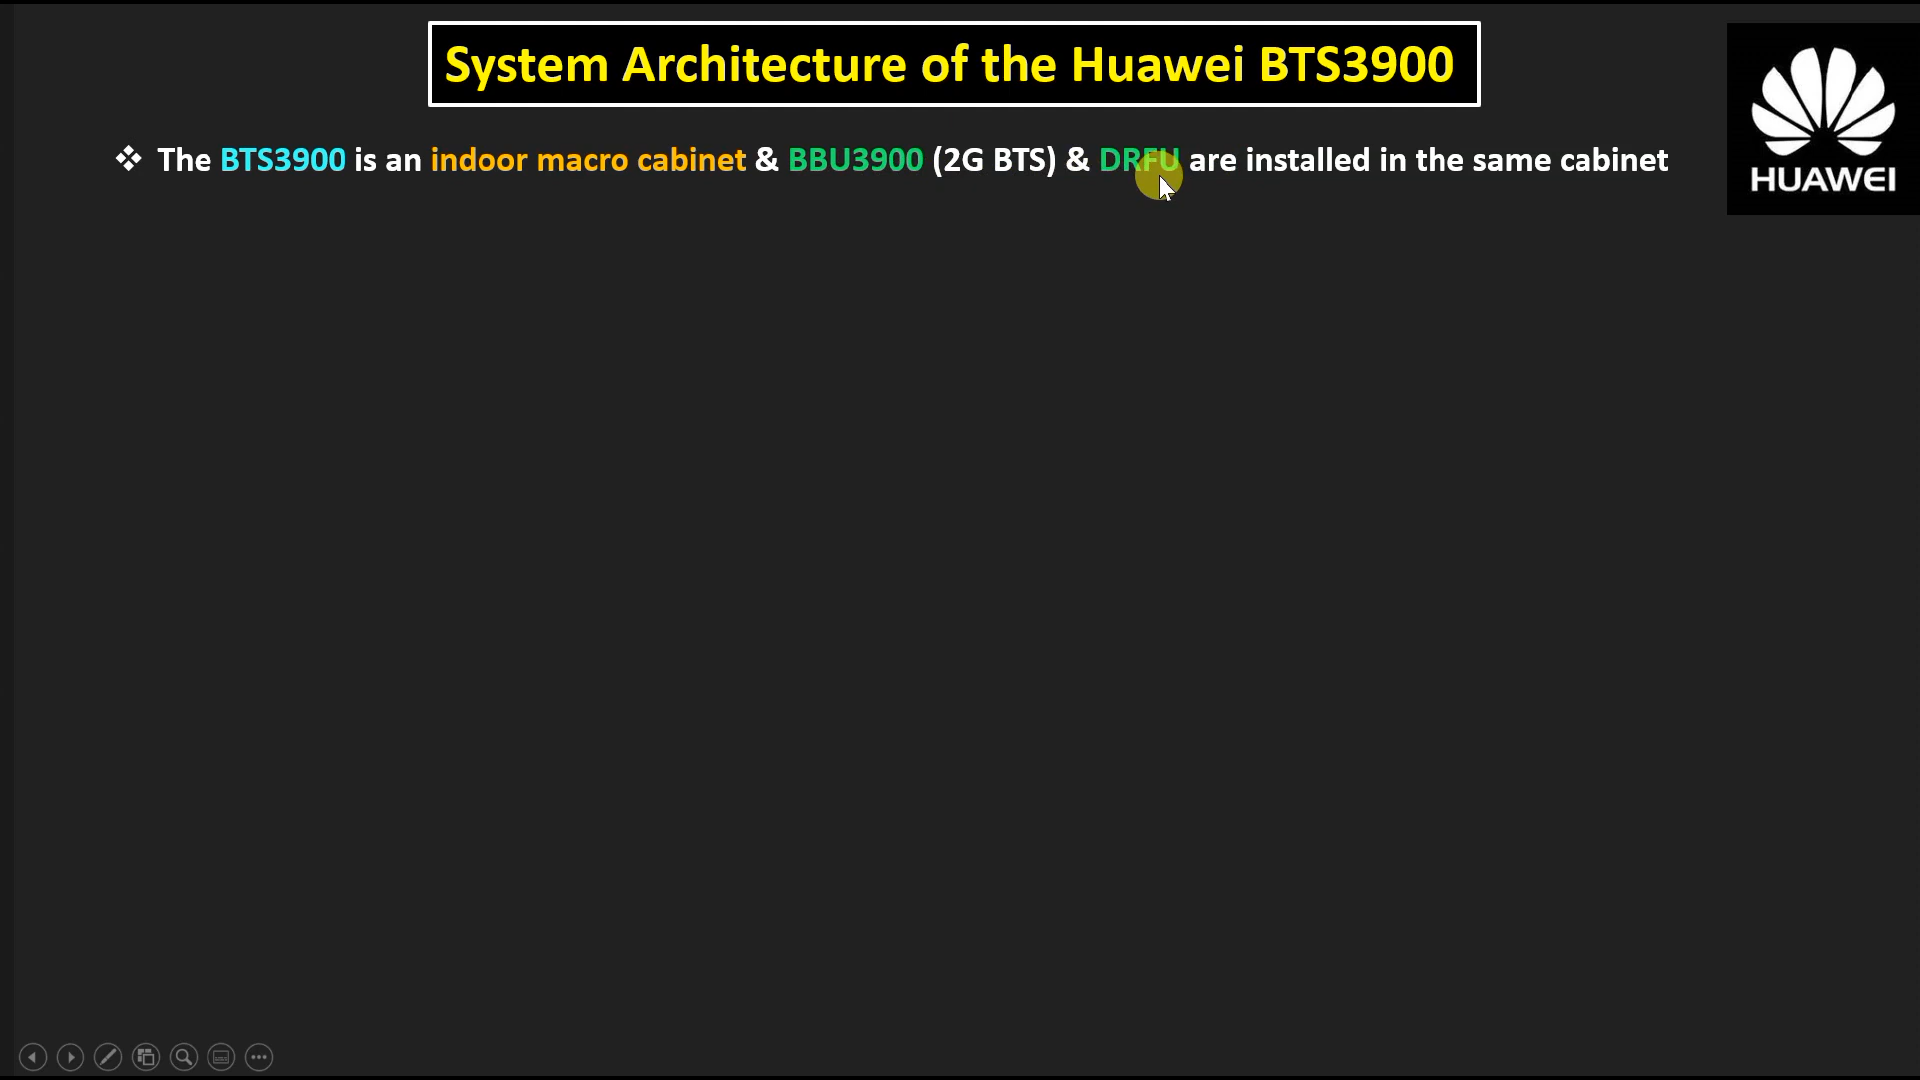 System Architecture of the Huawei BTS3900
❖ The BTS3900 is an indoor macro cabinet & BBU3900 (2G BTS) & DRFU are installed in the same cabinet
HUAWEI